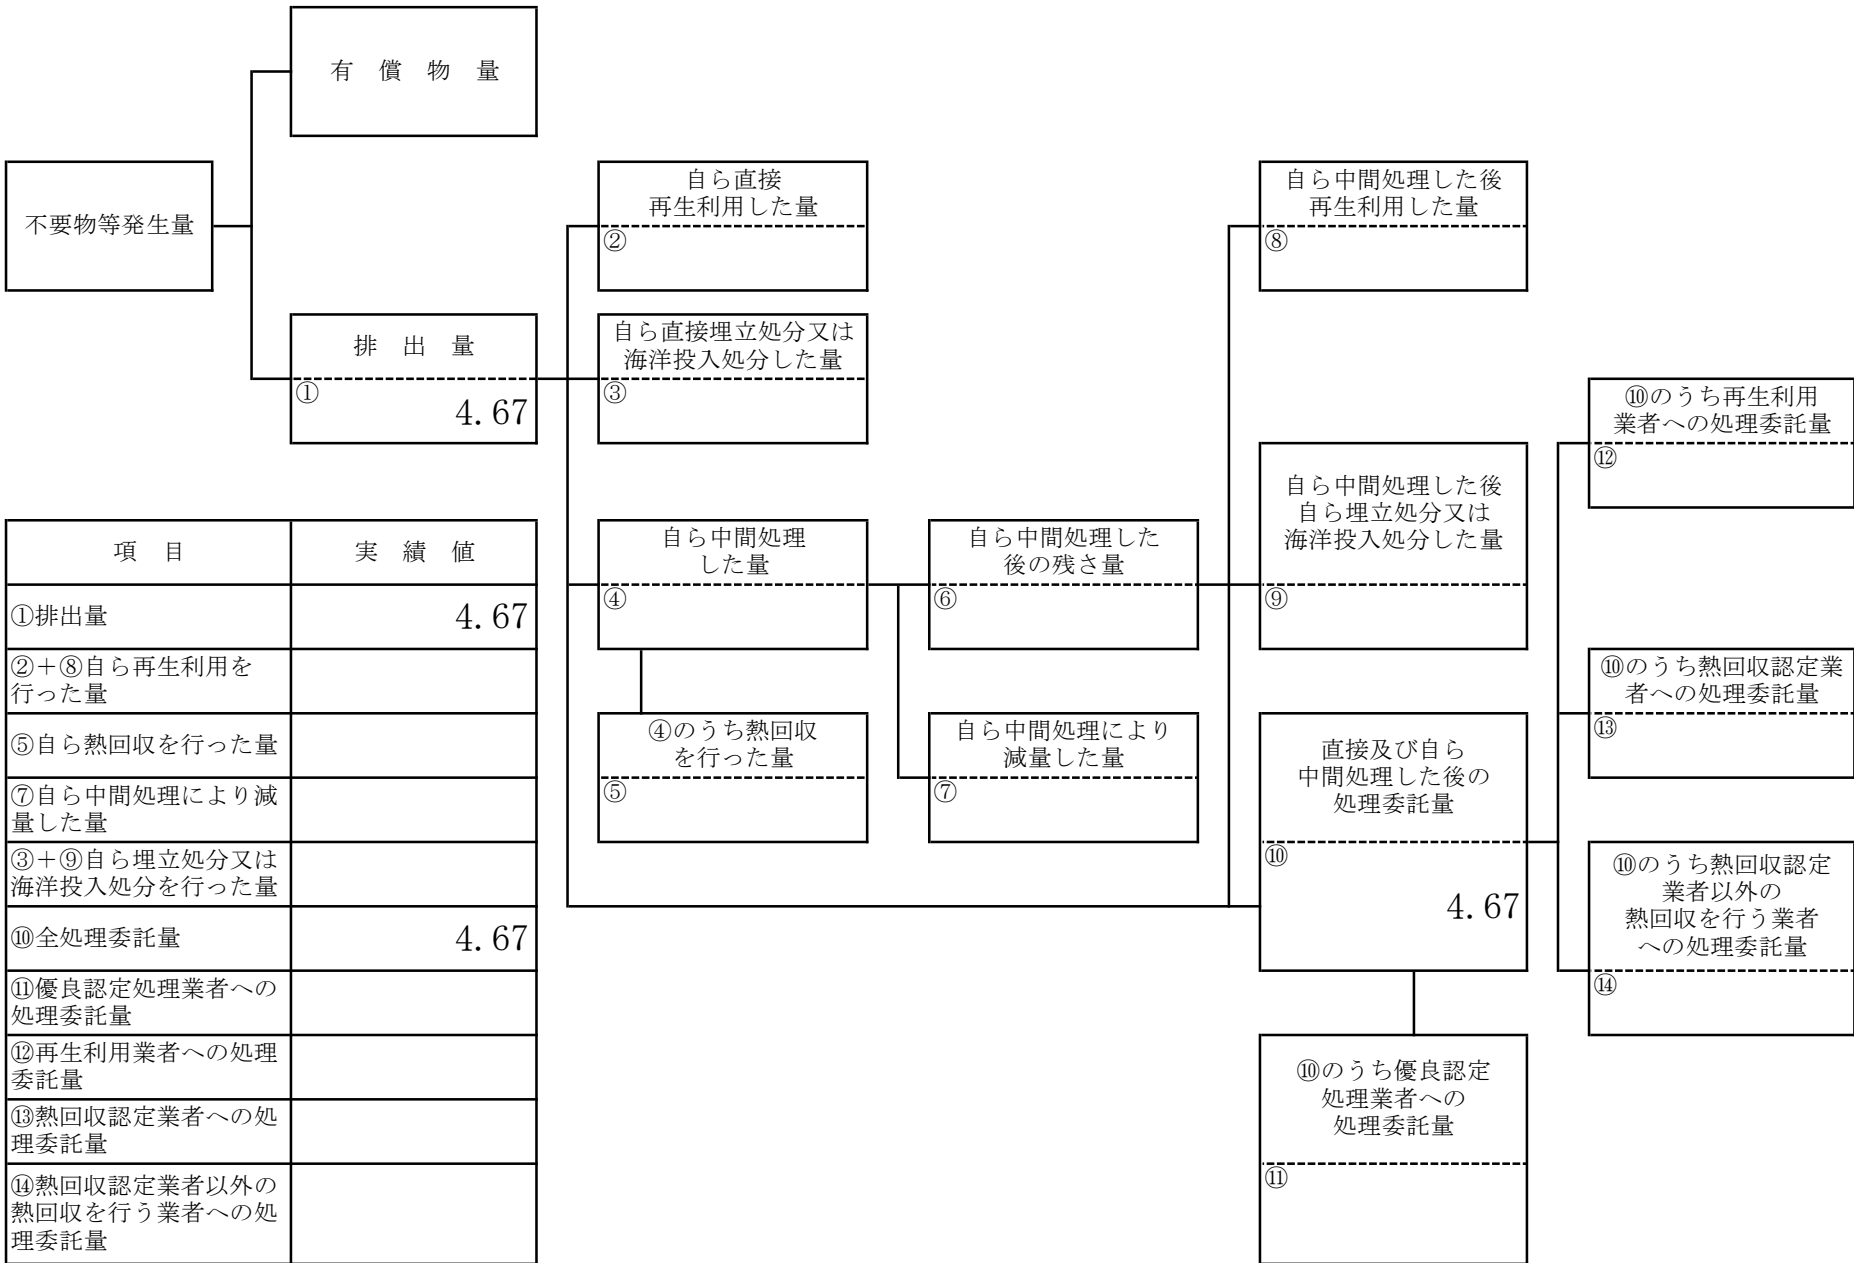 有　償　物　量
不要物等発生量
排　出　量
①
4.67
自ら直接
再生利用した量
②
自ら直接埋立処分又は
海洋投入処分した量
③
自ら中間処理
した量
④
④のうち熱回収
を行った量
⑤
自ら中間処理した
後の残さ量
⑥
自ら中間処理により
減量した量
⑦
自ら中間処理した後
再生利用した量
⑧
自ら中間処理した後
自ら埋立処分又は
海洋投入処分した量
⑨
直接及び自ら
中間処理した後の
処理委託量
⑩
4.67
⑩のうち優良認定
処理業者への
処理委託量
⑪
⑩のうち再生利用
業者への処理委託量
⑫
⑩のうち熱回収認定業
者への処理委託量
⑬
⑩のうち熱回収認定
業者以外の
熱回収を行う業者
への処理委託量
⑭
項　目　実　績　値
①排出量　4.67
②＋⑧自ら再生利用を
行った量
⑤自ら熱回収を行った量
⑦自ら中間処理により減
量した量
③＋⑨自ら埋立処分又は
海洋投入処分を行った量
⑩全処理委託量　4.67
⑪優良認定処理業者への
処理委託量
⑫再生利用業者への処理
委託量
⑬熱回収認定業者への処
理委託量
⑭熱回収認定業者以外の
熱回収を行う業者への処
理委託量